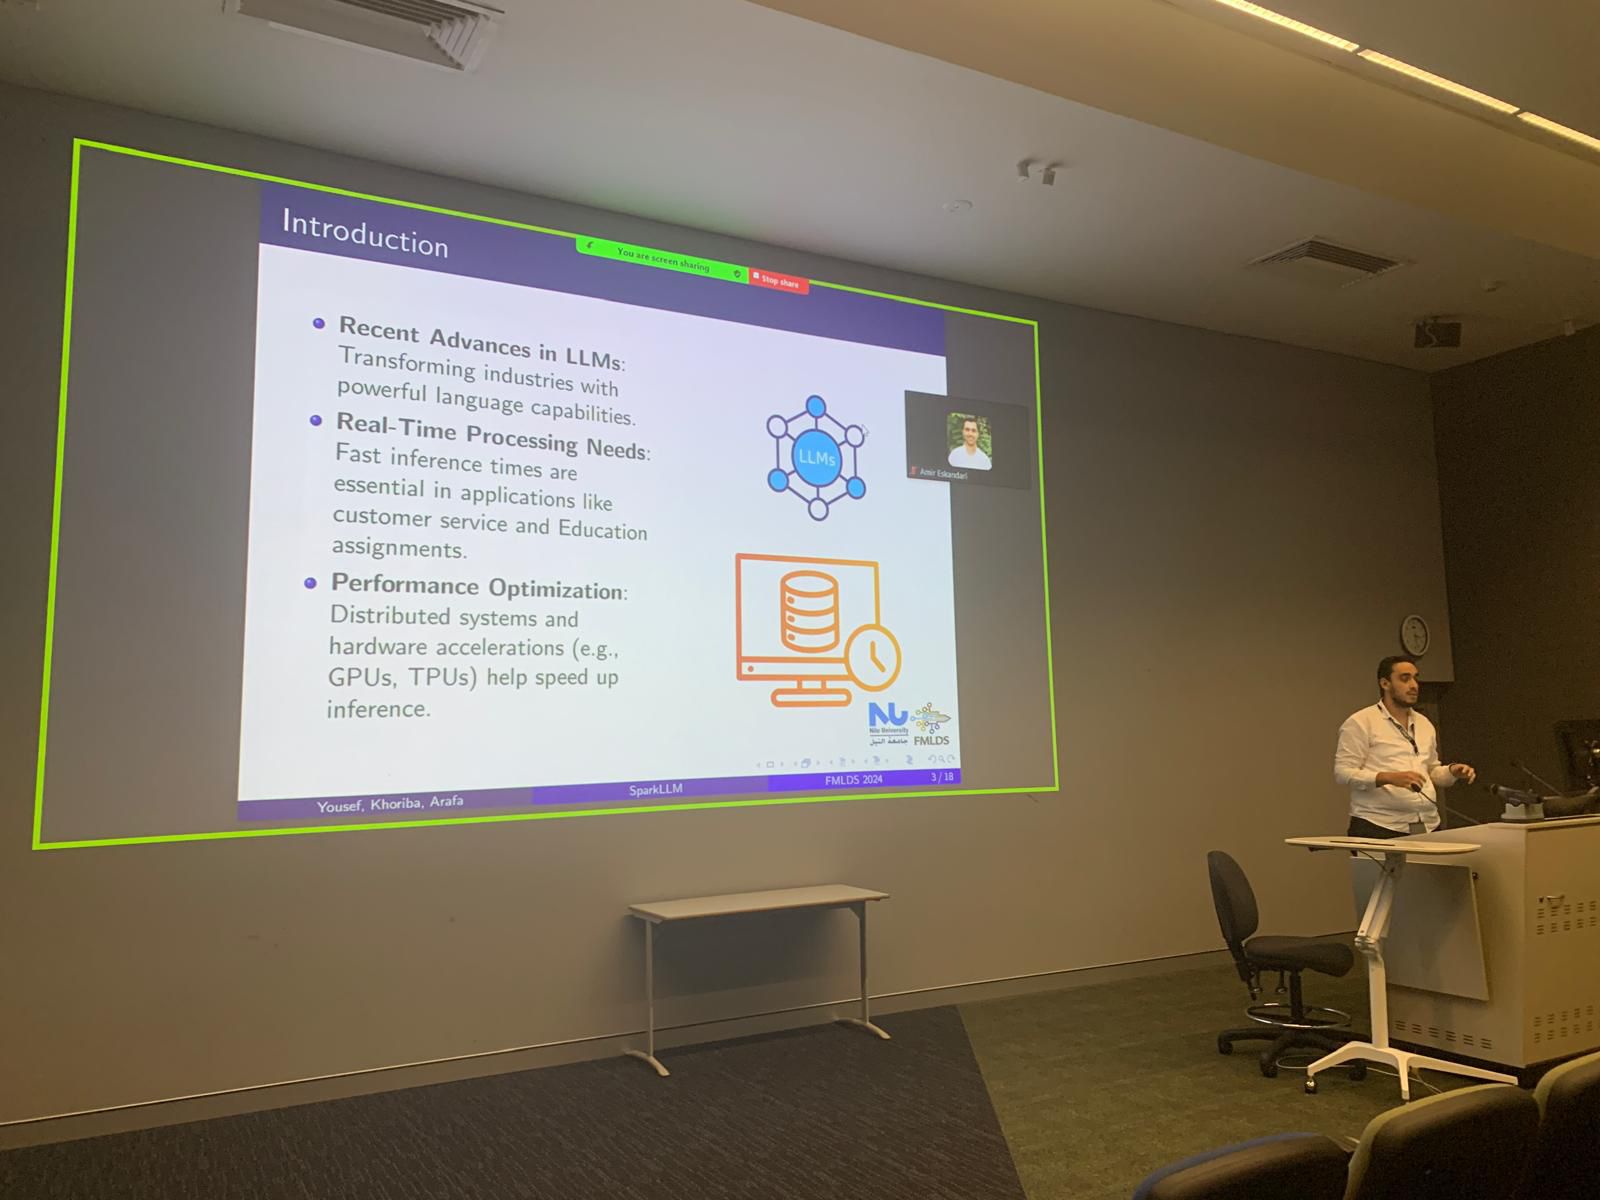 Introduction
You are screen sharing
Stop share
Recent Advances in LLMs:
Transforming industries with
powerful language capabilities.
Real-Time Processing Needs:
Fast inference times are
essential in applications like
customer service and Education
assignments.
Performance Optimization:
Distributed systems and
hardware accelerations (e.g.,
GPUs, TPUs) help speed up
inference.
LLMs
Amir Eskandari
NU
Nile University
جامعة النيل
FMLDS
Yousef, Khoriba, Arafa
SparkLLM
FMLDS 2024
3 / 18